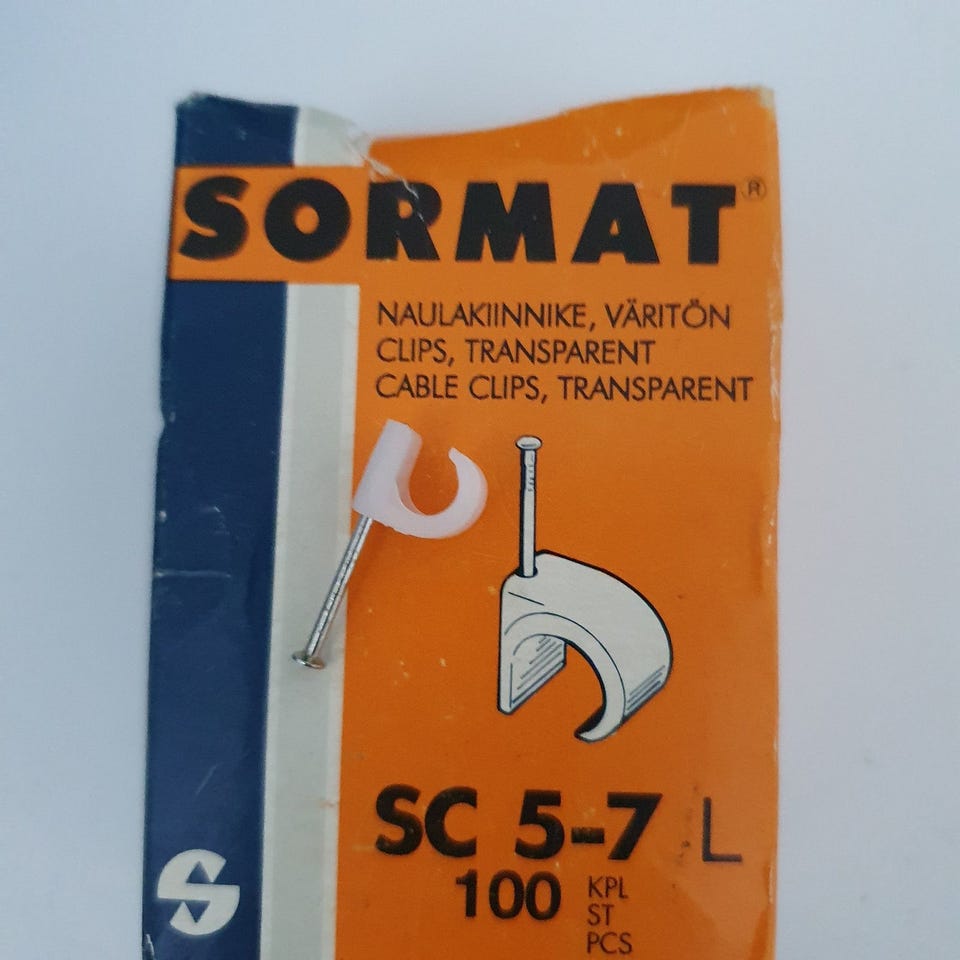 SORMAT®
NAULAKIINNIKE, VÄRITÖN
CLIPS, TRANSPARENT
CABLE CLIPS, TRANSPARENT
SC 5-7 L
100 KPL
ST
PCS
S